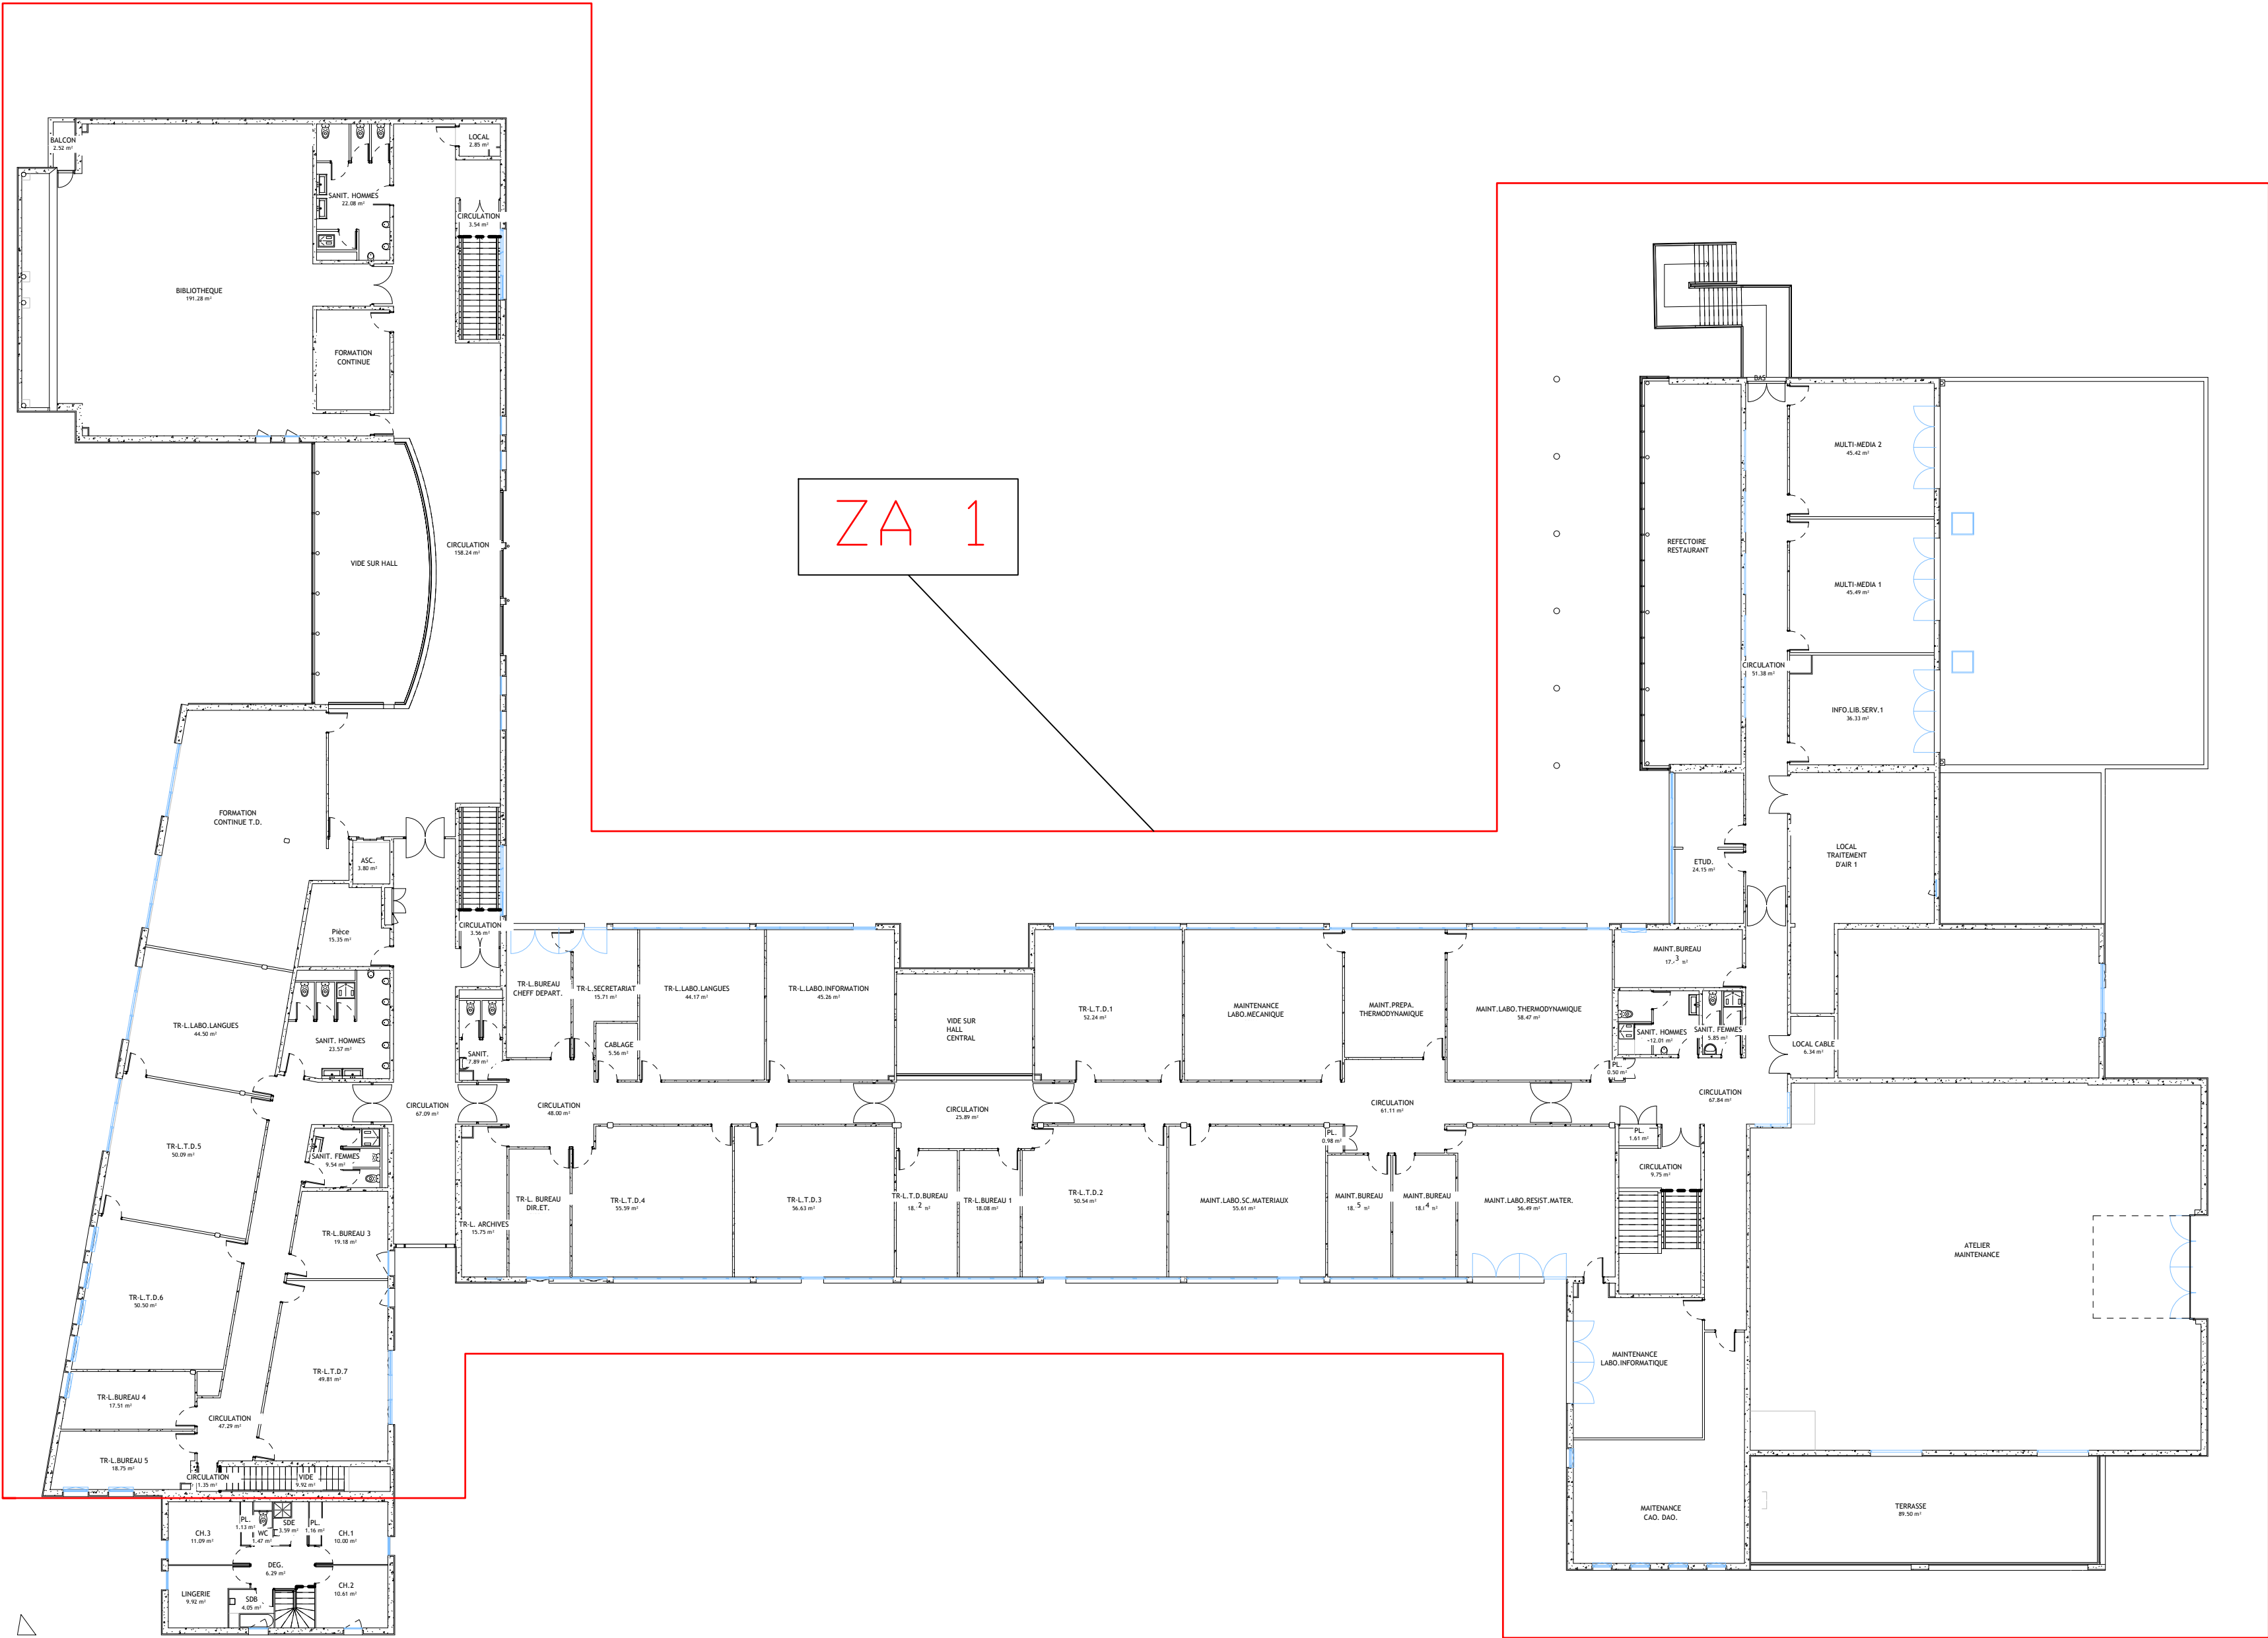 BALCON
2.52 m²
LOCAL
2.85 m²
SANIT. HOMMES
22.08 m²
CIRCULATION
3.54 m²
BIBLIOTHEQUE
191.28 m²
FORMATION
CONTINUE
VIDE SUR HALL
CIRCULATION
158.24 m²
ZA 1
DAS
MULTI-MEDIA 2
45.42 m²
REFECTOIRE
RESTAURANT
MULTI-MEDIA 1
45.49 m²
CIRCULATION
51.38 m²
INFO.LIB.SERV.1
36.33 m²
FORMATION
CONTINUE T.D.
ASC.
3.80 m²
LOCAL
TRAITEMENT
D'AIR 1
ETUD.
24.15 m²
Pièce
15.35 m²
CIRCULATION
3.56 m²
TR-L.BUREAU
CHEFF DEPART.
TR-L.SECRETARIAT
15.71 m²
TR-L.LABO.LANGUES
44.17 m²
TR-L.LABO.INFORMATION
45.26 m²
VIDE SUR
HALL
CENTRAL
TR-L.T.D.1
52.24 m²
MAINTENANCE
LABO.MECANIQUE
MAINT.PREPA.
THERMODYNAMIQUE
MAINT.LABO.THERMODYNAMIQUE
58.47 m²
MAINT.BUREAU
3
TR-L.LABO.LANGUES
44.50 m²
SANIT. HOMMES
23.57 m²
SANIT.
7.89 m²
CABLAGE
5.56 m²
SANIT. HOMMES
12.01 m²
SANIT. FEMMES
5.85 m²
LOCAL CABLE
6.34 m²
PL.
0.50 m²
CIRCULATION
67.09 m²
CIRCULATION
48.00 m²
CIRCULATION
25.89 m²
CIRCULATION
61.11 m²
CIRCULATION
67.84 m²
TR-L.T.D.5
50.09 m²
SANIT. FEMMES
9.54 m²
PL.
0.98 m²
PL.
1.61 m²
CIRCULATION
9.75 m²
TR-L. ARCHIVES
15.75 m²
TR-L. BUREAU
DIR.ET.
TR-L.T.D.4
55.59 m²
TR-L.T.D.3
56.63 m²
TR-L.T.D.BUREAU
2
TR-L.BUREAU 1
18.08 m²
TR-L.T.D.2
50.54 m²
MAINT.LABO.SC.MATERIAUX
55.61 m²
MAINT.BUREAU
5
MAINT.BUREAU
4
MAINT.LABO.RESIST.MATER.
56.49 m²
TR-L.BUREAU 3
19.18 m²
ATELIER
MAINTENANCE
TR-L.T.D.6
50.50 m²
TR-L.T.D.7
49.81 m²
MAINTENANCE
LABO.INFORMATIQUE
TR-L.BUREAU 4
17.51 m²
CIRCULATION
47.29 m²
TR-L.BUREAU 5
18.75 m²
CIRCULATION
1.35 m²
VIDE
9.92 m²
MAITENANCE
CAO. DAO.
TERRASSE
89.50 m²
CH.3
11.09 m²
PL.
1.13 m²
WC
1.47 m²
SDE
3.59 m²
PL.
1.16 m²
CH.1
10.00 m²
DEG.
6.29 m²
LINGERIE
9.92 m²
SDB
4.05 m²
CH.2
10.61 m²